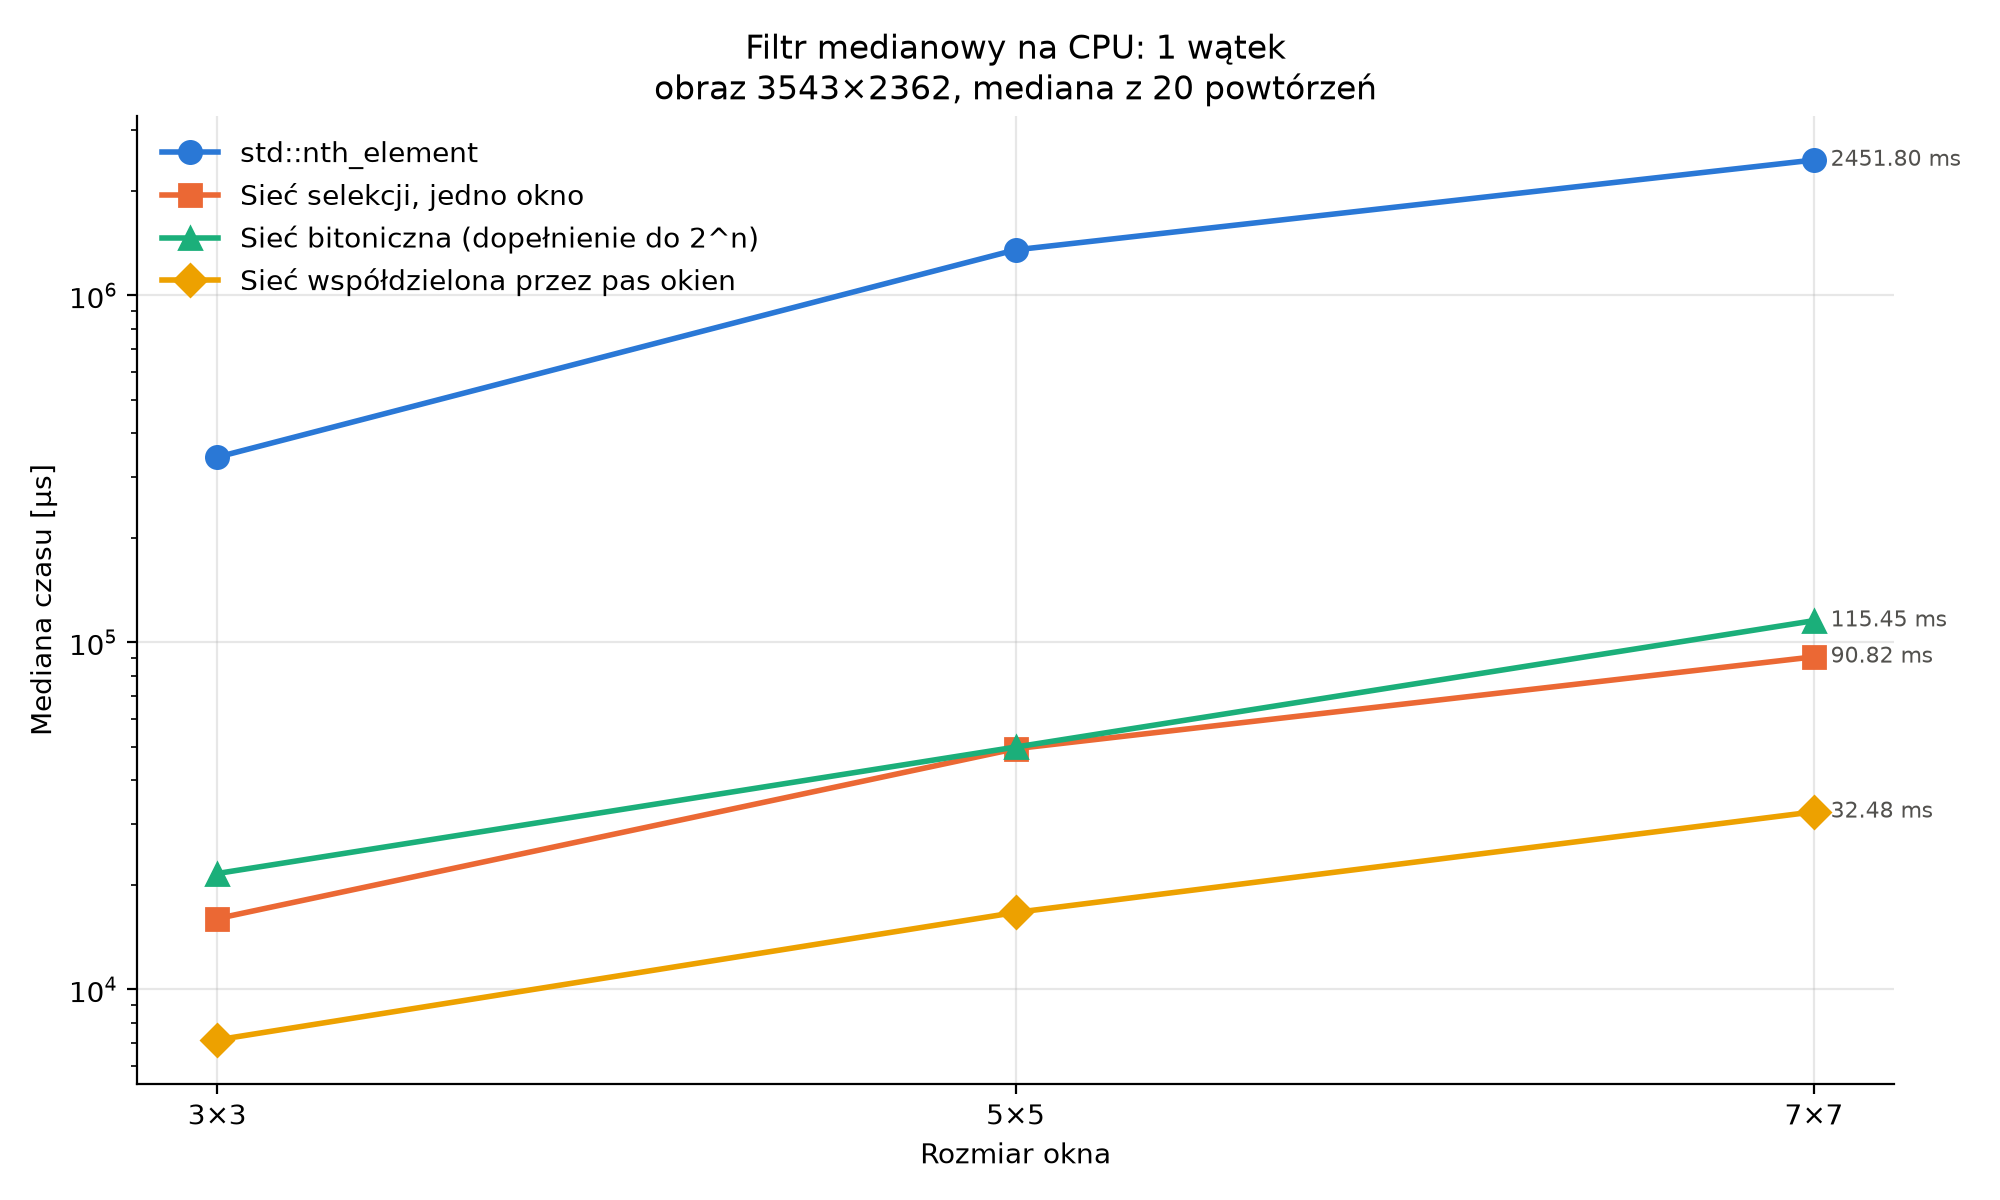 Filtr medianowy na CPU: 1 wątek
obraz 3543×2362, mediana z 20 powtórzeń
std::nth_element
Sieć selekcji, jedno okno
Sieć bitoniczna (dopełnienie do 2^n)
Sieć współdzielona przez pas okien
2451.80 ms
115.45 ms
90.82 ms
32.48 ms
Mediana czasu [µs]
10⁶
10⁵
10⁴
3×3
5×5
7×7
Rozmiar okna